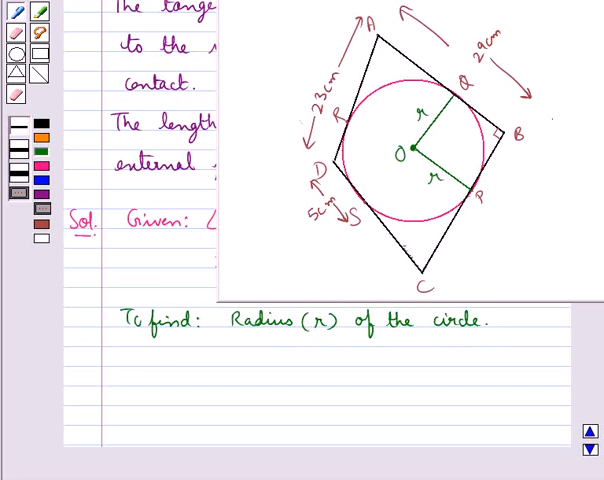 The tange
to the
contact.
The length
external
Sol. Given: ∠
To find: Radius (r) of the circle.
A
29cm
Q
23cm
R
r
B
O
D
r
P
5cm
S
C